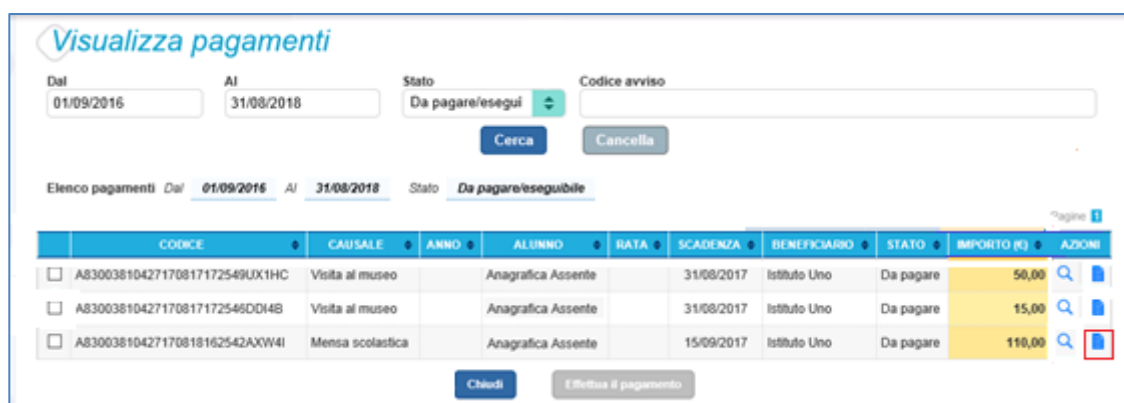 Visualizza pagamenti
Dal Al Stato Codice avviso
01/09/2016 31/08/2018 Da pagare/esegui
Cerca Cancella
Elenco pagamenti Dal 01/09/2016 Al 31/08/2018 Stato Da pagare/eseguibile
Pagine 1
CODICE CAUSALE ANNO ALUNNO RATA SCADENZA BENEFICIARIO STATO IMPORTO (€) AZIONI
A83003810427170817172549UX1HC Visita al museo Anagrafica Assente 31/08/2017 Istituto Uno Da pagare 50,00
A83003810427170817172546DDI4B Visita al museo Anagrafica Assente 31/08/2017 Istituto Uno Da pagare 15,00
A83003810427170818162542AXW4I Mensa scolastica Anagrafica Assente 15/09/2017 Istituto Uno Da pagare 110,00
Chiudi Effettua il pagamento